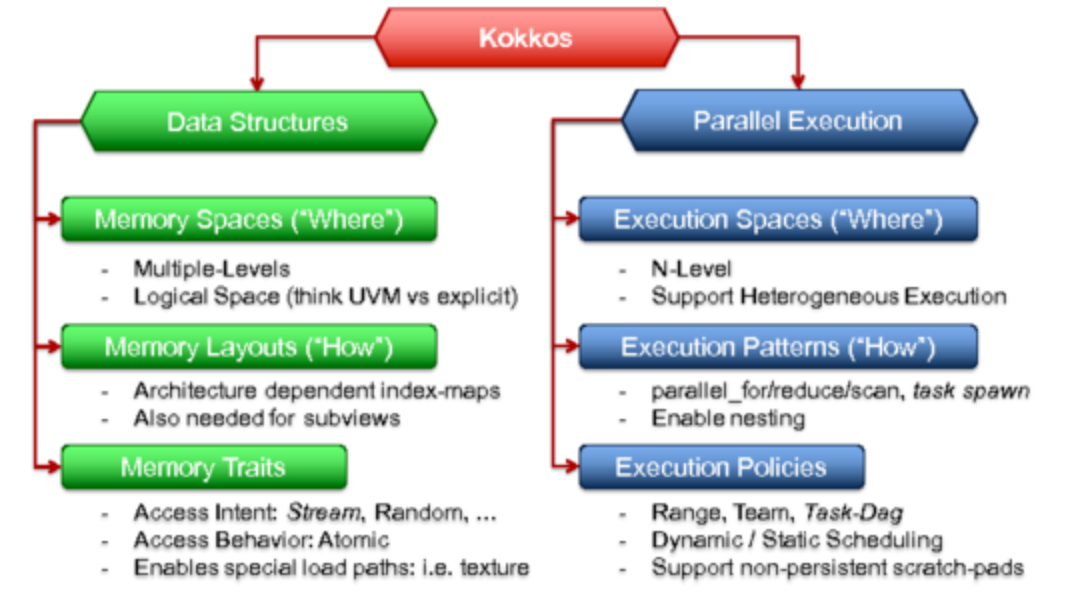 Kokkos
Data Structures
Memory Spaces ("Where")
- Multiple-Levels
- Logical Space (think UVM vs explicit)
Memory Layouts ("How")
- Architecture dependent index-maps
- Also needed for subviews
Memory Traits
- Access Intent: Stream, Random, ...
- Access Behavior: Atomic
- Enables special load paths: i.e. texture
Parallel Execution
Execution Spaces ("Where")
- N-Level
- Support Heterogeneous Execution
Execution Patterns ("How")
- parallel_for/reduce/scan, task spawn
- Enable nesting
Execution Policies
- Range, Team, Task-Dag
- Dynamic / Static Scheduling
- Support non-persistent scratch-pads